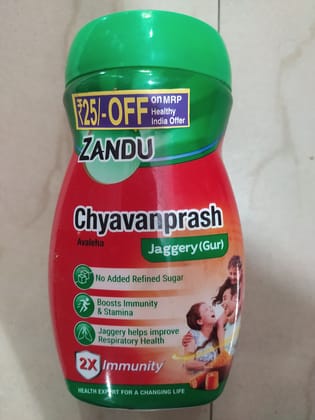 ₹25/-OFF on MRP
Healthy
India Offer
ZANDU
Chyavanprash
Avaleha
Jaggery (Gur)
No Added Refined Sugar
Boosts Immunity
& Stamina
Jaggery helps improve
Respiratory Health
2X Immunity
HEALTH EXPERT FOR A CHANGING LIFE